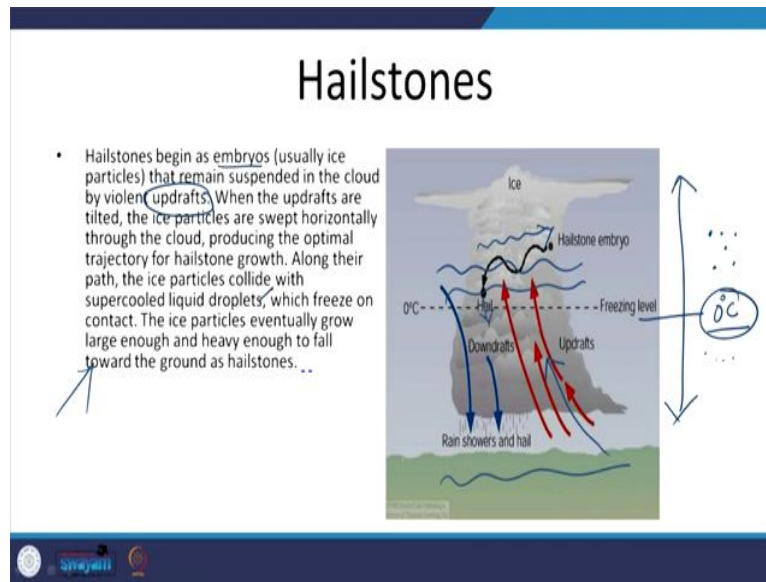 Hailstones
• Hailstones begin as embryos (usually ice
particles) that remain suspended in the cloud
by violent updrafts. When the updrafts are
tilted, the ice particles are swept horizontally
through the cloud, producing the optimal
trajectory for hailstone growth. Along their
path, the ice particles collide with
supercooled liquid droplets, which freeze on
contact. The ice particles eventually grow
large enough and heavy enough to fall
toward the ground as hailstones.
Ice
Hailstone embryo
0°C
Hail
Freezing level
0°C
Downdrafts
Updrafts
Rain showers and hail
swayam